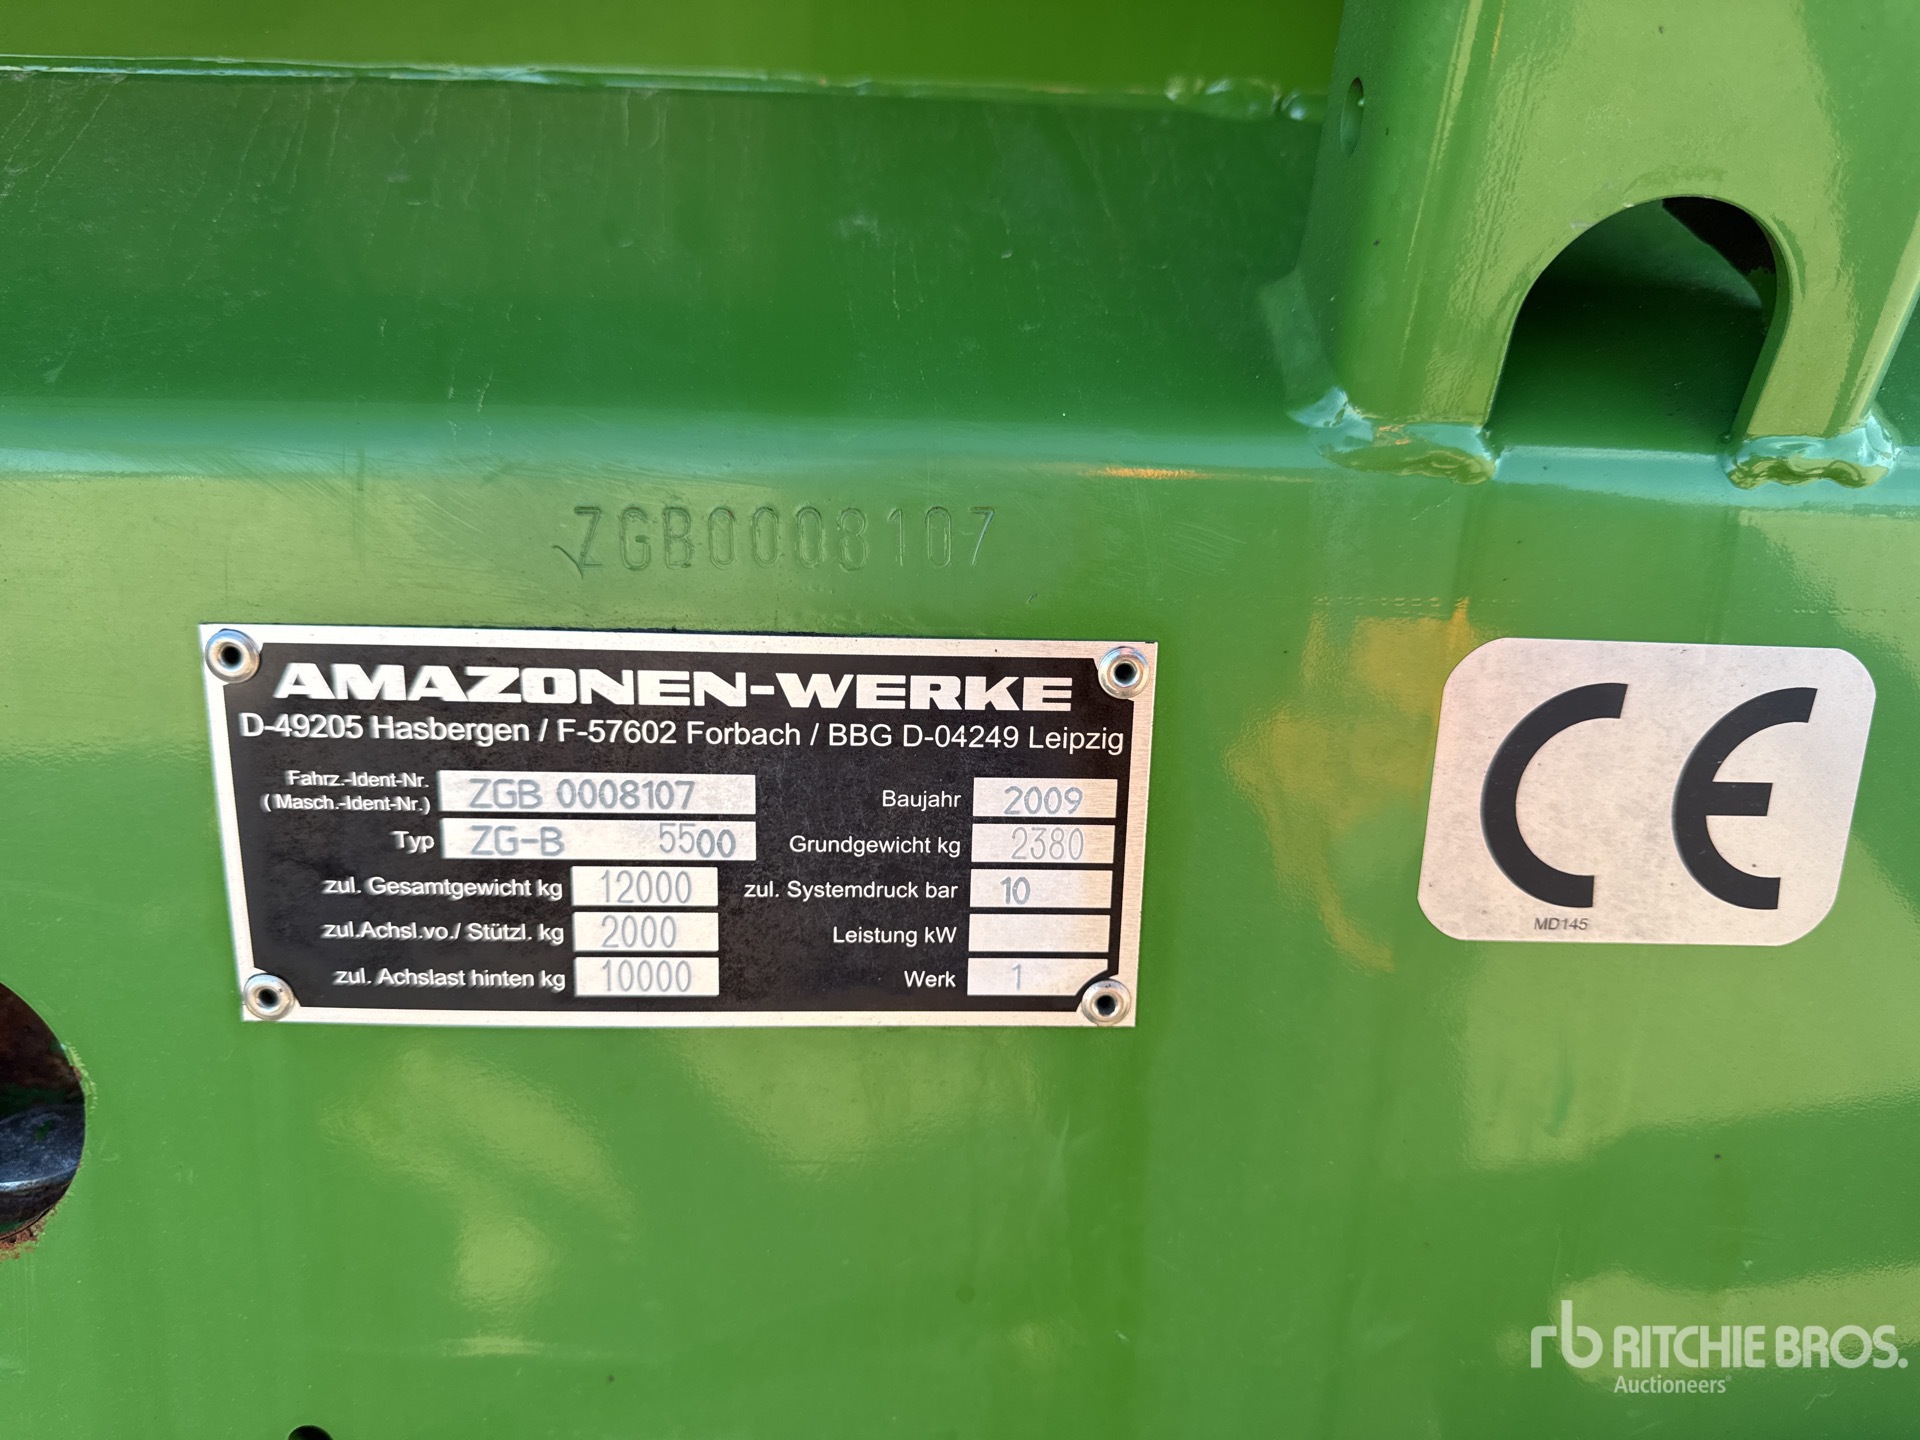 ZGB0008107
AMAZONEN-WERKE
D-49205 Hasbergen / F-57602 Forbach / BBG D-04249 Leipzig
Fahrz.-Ident-Nr.
(Masch.-Ident-Nr.) ZGB 0008107
Typ ZG-B 5500
zul. Gesamtgewicht kg 12000
zul.Achsl.vo./ Stützl. kg 2000
zul. Achslast hinten kg 10000
Baujahr 2009
Grundgewicht kg 2380
zul. Systemdruck bar 10
Leistung kW
Werk 1
CE
MD145
rb RITCHIE BROS.
Auctioneers